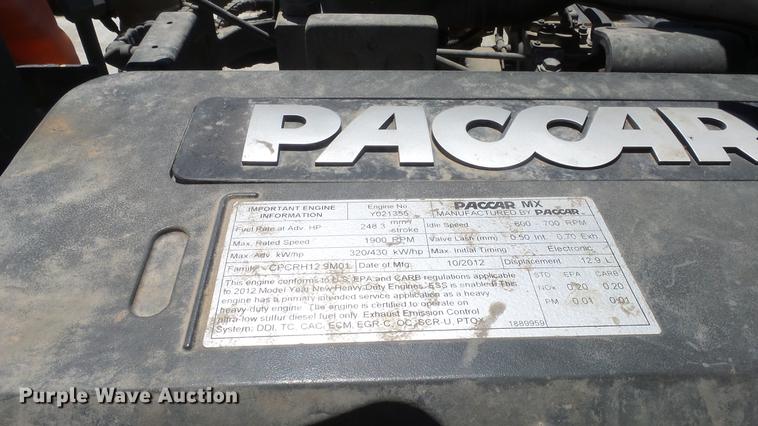 PACCAR
IMPORTANT ENGINE INFORMATION
Engine No. Y021355
PACCAR MX
MANUFACTURED BY PACCAR
Fuel Rate at Adv. HP 248.3 mm³/stroke
Idle Speed 600 700 RPM
Max. Rated Speed 1900 RPM
Valve Lash (mm) 0.50 Int. 0.70 Exh
Max. Adv. kW/hp 320/430 kW/hp
Max. Initial Timing Electronic
Family CPCRH12.9M01
Date of Mfg. 10/2012
Displacement 12.9 L
This engine conforms to U.S. EPA and CARB regulations applicable
to 2012 Model Year New Heavy-Duty Engines. ESS is enabled. This
engine has a primary intended service application as a heavy
heavy-duty engine. The engine is certified to operate on
ultra-low sulfur diesel fuel only. Exhaust Emission Control
System: DDI, TC, CAC, ECM, EGR-C, OC, SCR-U, PTOX
STD EPA CARB
NOx 0.20 0.20
PM 0.01 0.01
1889959
Purple Wave Auction